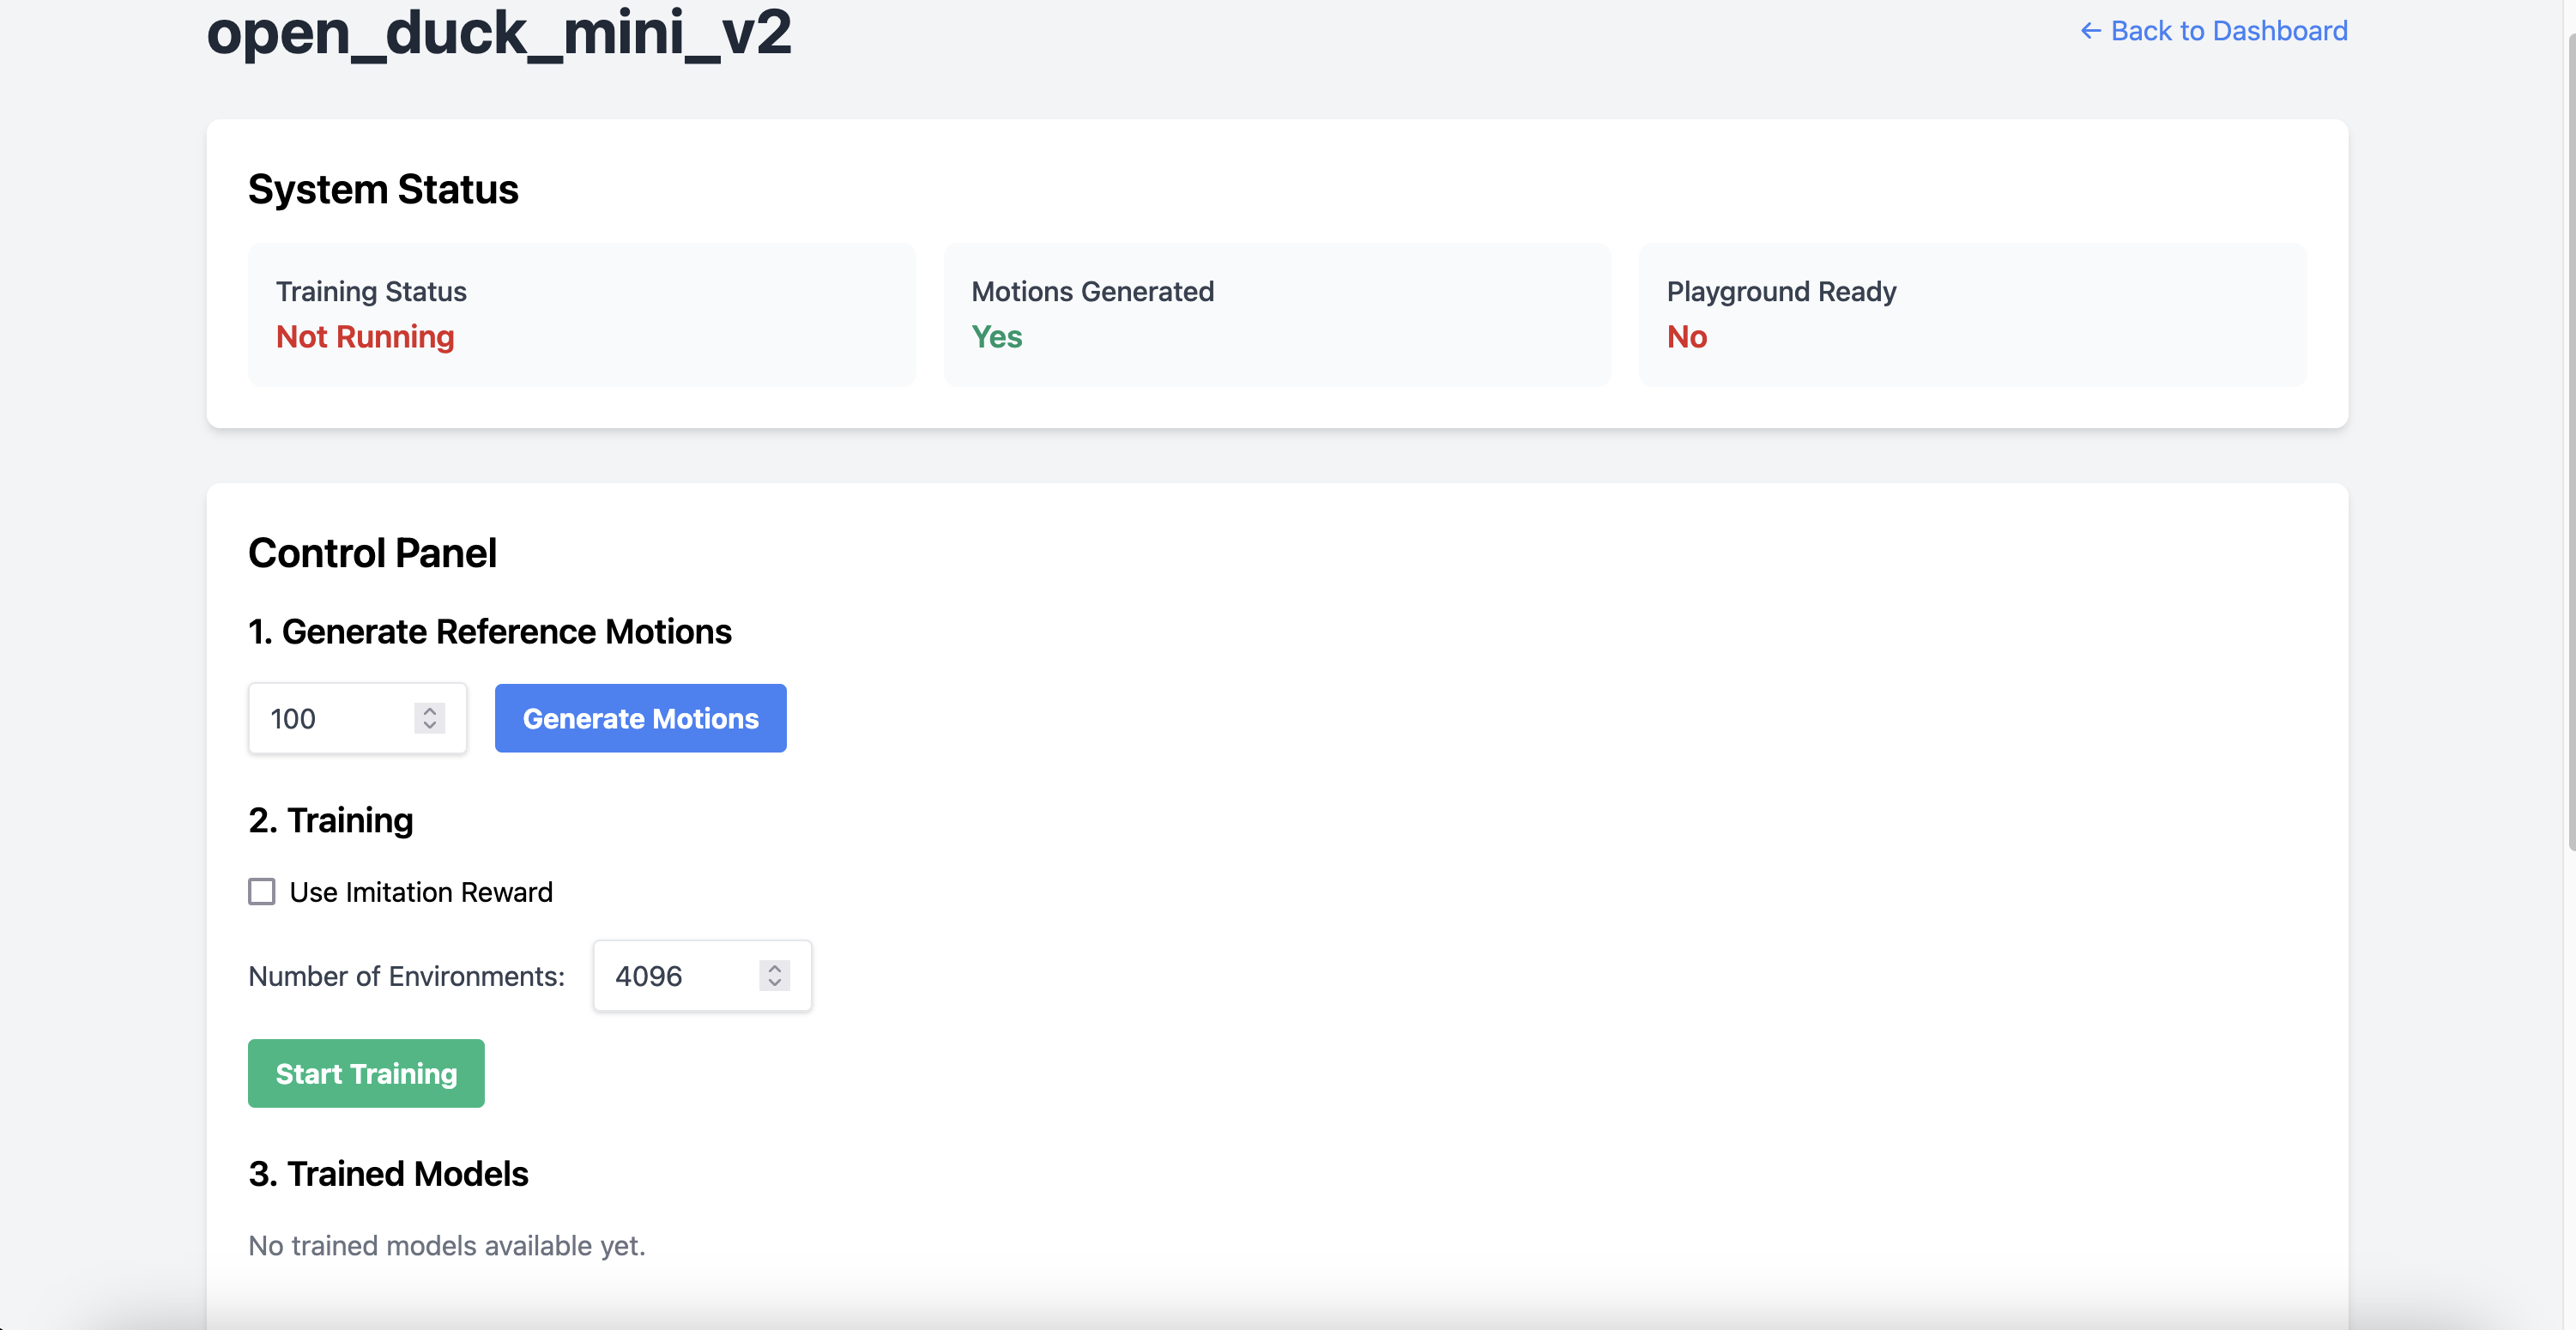 open_duck_mini_v2
← Back to Dashboard
System Status
Training Status
Not Running
Motions Generated
Yes
Playground Ready
No
Control Panel
1. Generate Reference Motions
100
Generate Motions
2. Training
Use Imitation Reward
Number of Environments:
4096
Start Training
3. Trained Models
No trained models available yet.